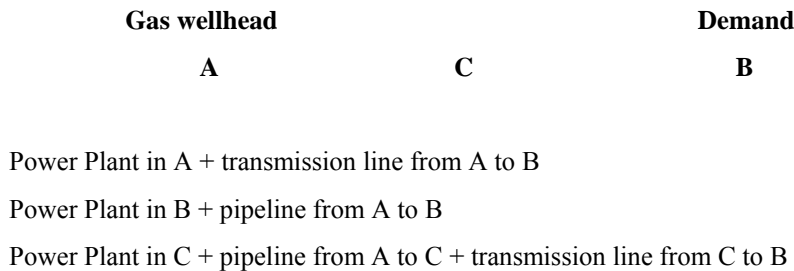 Gas wellhead Demand
A C B
Power Plant in A + transmission line from A to B
Power Plant in B + pipeline from A to B
Power Plant in C + pipeline from A to C + transmission line from C to B